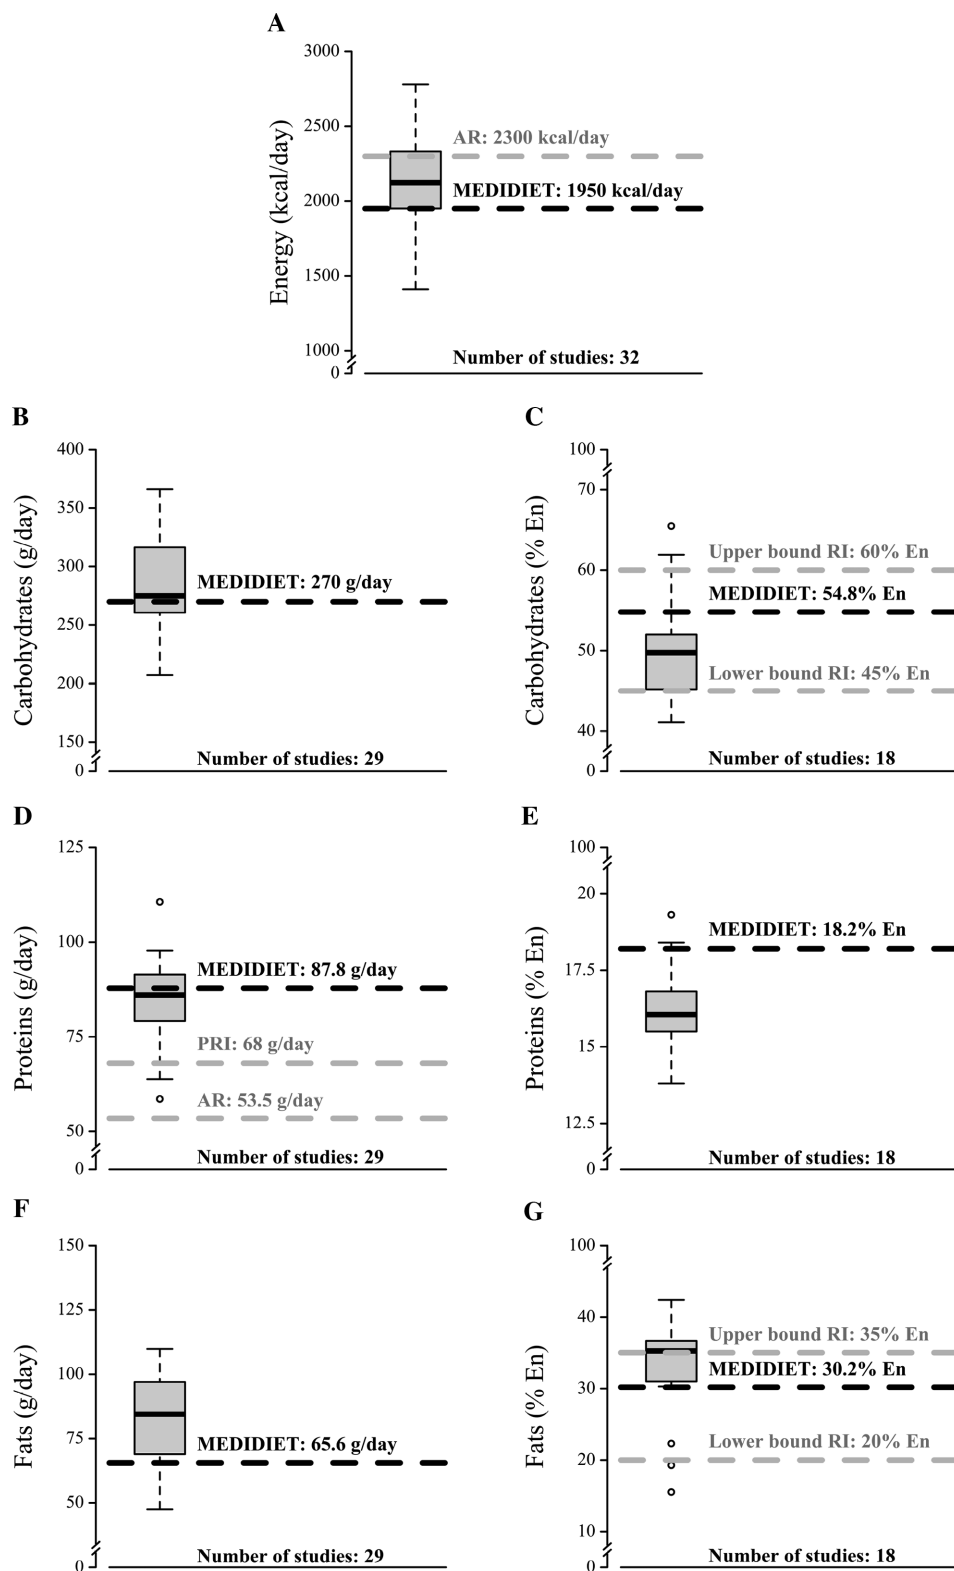 A
3000
2500
2000
1500
1000
0
Energy (kcal/day)
AR: 2300 kcal/day
MEDIDIET: 1950 kcal/day
Number of studies: 32
B
400
350
300
250
200
150
0
Carbohydrates (g/day)
MEDIDIET: 270 g/day
Number of studies: 29
C
100
70
60
50
40
0
Carbohydrates (% En)
Upper bound RI: 60% En
MEDIDIET: 54.8% En
Lower bound RI: 45% En
Number of studies: 18
D
125
100
75
50
0
Proteins (g/day)
MEDIDIET: 87.8 g/day
PRI: 68 g/day
AR: 53.5 g/day
Number of studies: 29
E
100
20
17.5
15
12.5
0
Proteins (% En)
MEDIDIET: 18.2% En
Number of studies: 18
F
150
125
100
75
50
0
Fats (g/day)
MEDIDIET: 65.6 g/day
Number of studies: 29
G
100
40
30
20
10
0
Fats (% En)
Upper bound RI: 35% En
MEDIDIET: 30.2% En
Lower bound RI: 20% En
Number of studies: 18